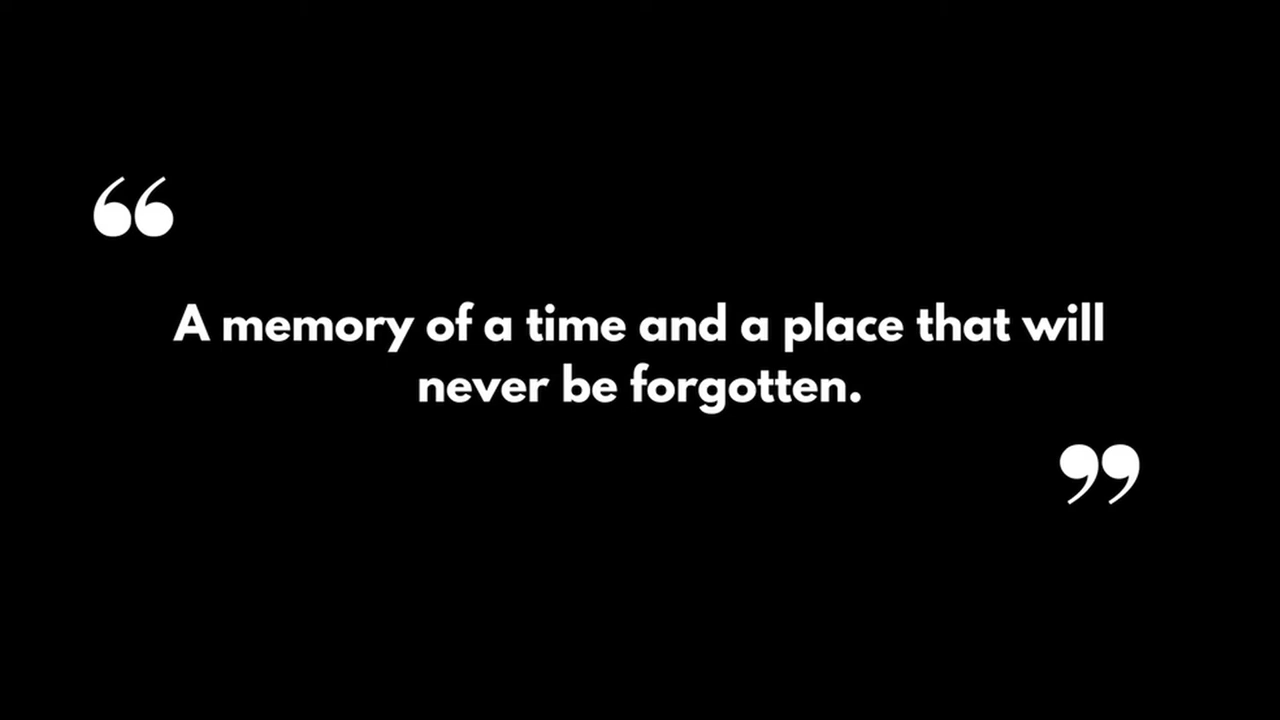 “
A memory of a time and a place that will
never be forgotten.
”